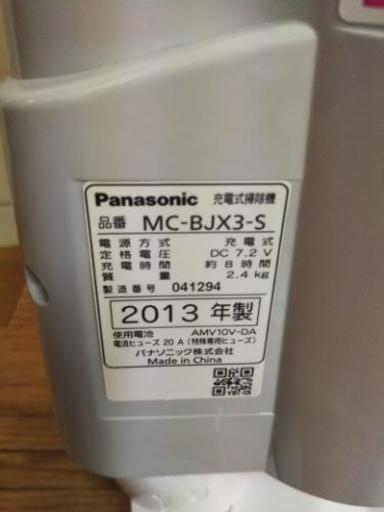 Panasonic 充電式掃除機
品番 MC-BJX3-S
電源方式 充電式
定格電圧 DC 7.2 V
充電時間 約8時間
質量 2.4 kg
製造番号 041294
2013 年製
使用電池 AMV10V-DA
電流ヒューズ 20 A (特殊専用ヒューズ)
パナソニック株式会社
Made in China